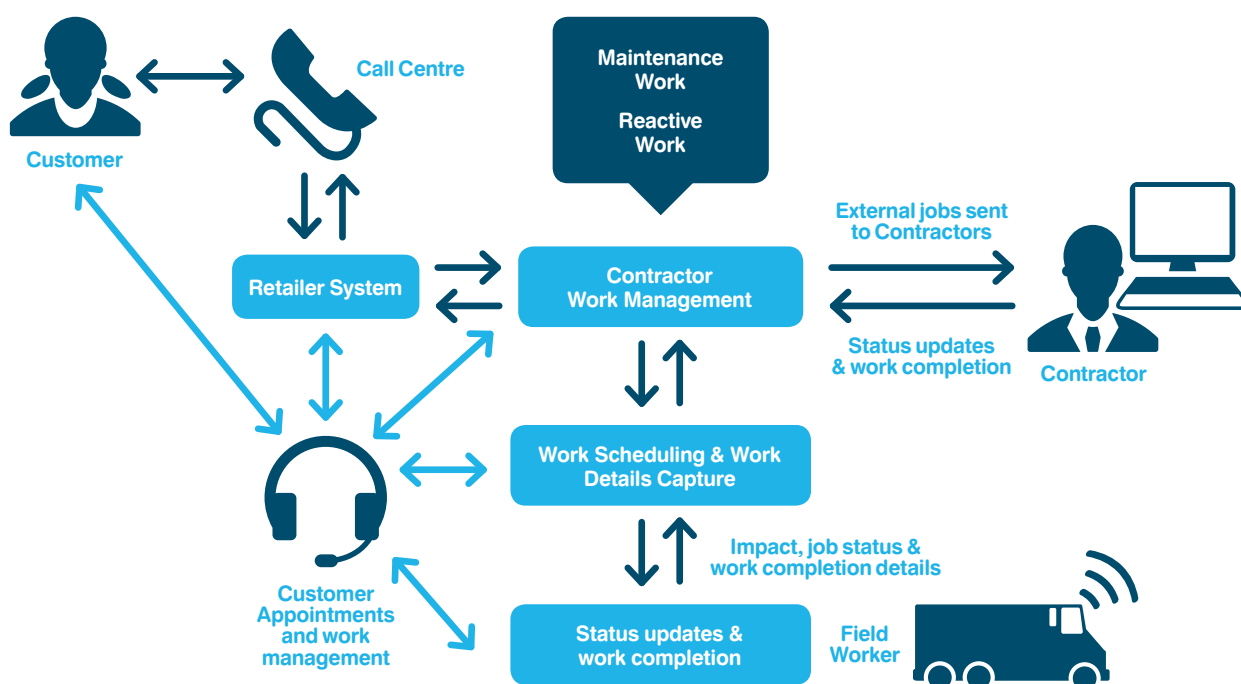 Maintenance
Work
Reactive
Work
Call Centre
Customer
External jobs sent
to Contractors
Retailer System
Contractor
Work Management
Status updates
& work completion
Contractor
Work Scheduling & Work
Details Capture
Impact, job status &
work completion details
Customer
Appointments
and work
management
Status updates &
work completion
Field
Worker